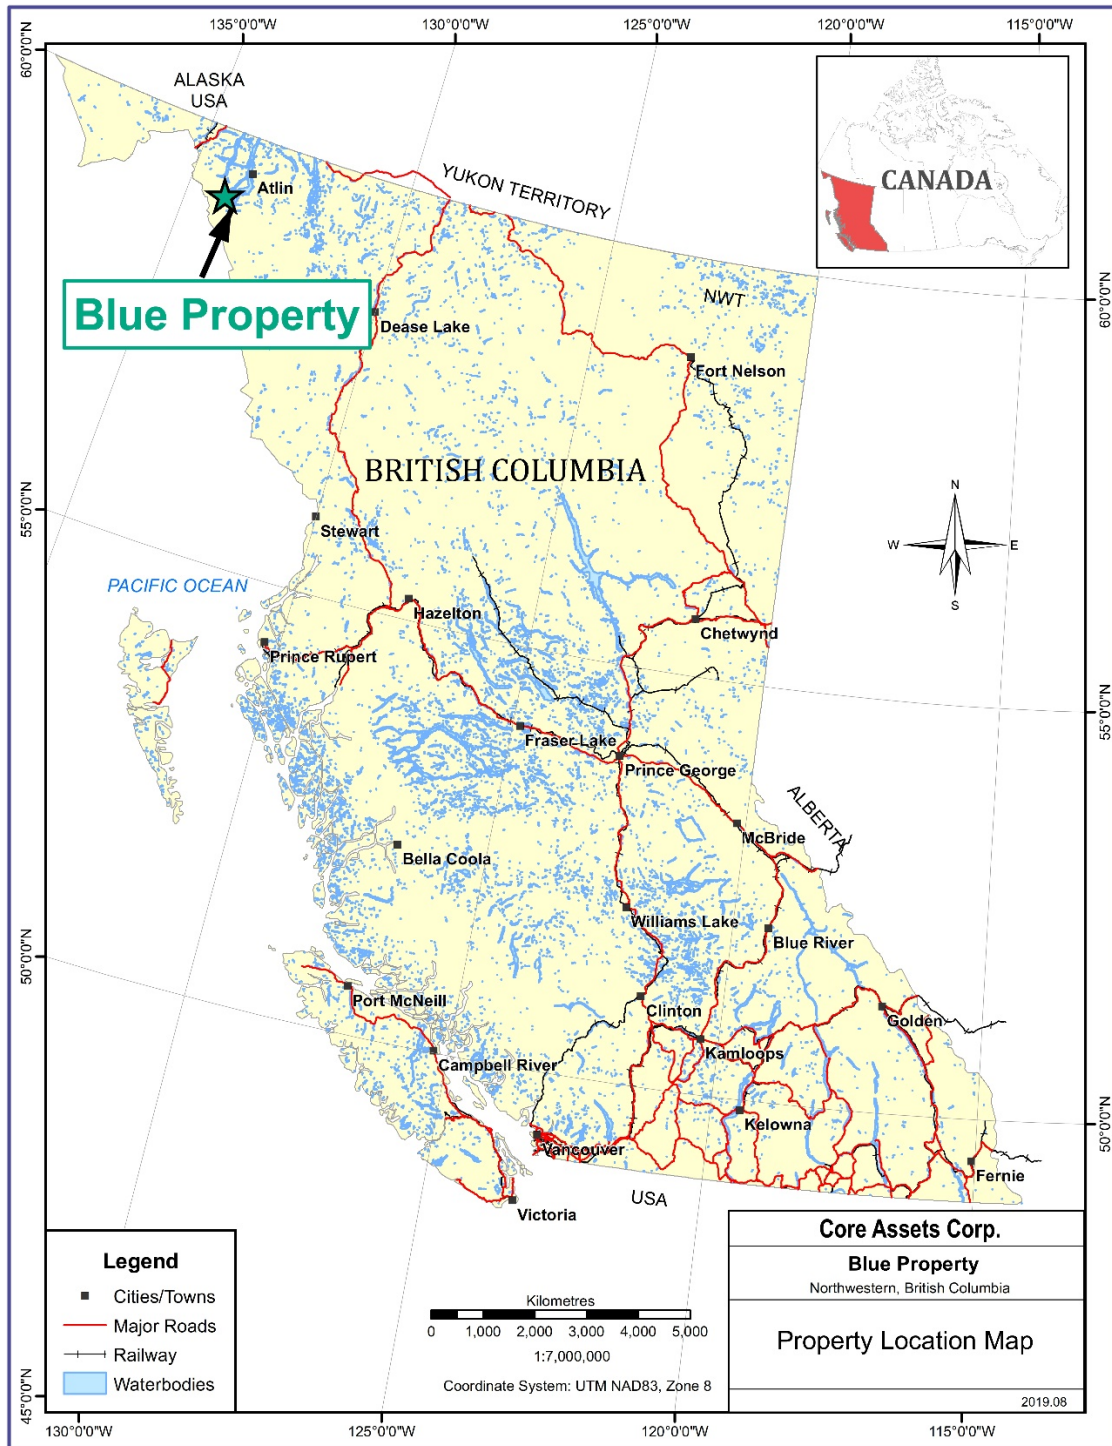 135°0'0"W
130°0'0"W
125°0'0"W
120°0'0"W
115°0'0"W
60°0'0"N
ALASKA
USA
Atlin
YUKON TERRITORY
CANADA
Blue Property
NWT
60°0'0"N
Dease Lake
Fort Nelson
BRITISH COLUMBIA
55°0'0"N
Stewart
N
W
E
S
PACIFIC OCEAN
Hazelton
Chetwynd
Prince Rupert
55°0'0"N
Fraser Lake
Prince George
ALBERTA
McBride
Bella Coola
Williams Lake
Blue River
50°0'0"N
Port McNeill
Clinton
Golden
Kamloops
Campbell River
Kelowna
50°0'0"N
Vancouver
Fernie
USA
Victoria
Legend
Cities/Towns
Major Roads
Railway
Waterbodies
Kilometres
0 1,000 2,000 3,000 4,000 5,000
1:7,000,000
Coordinate System: UTM NAD83, Zone 8
Core Assets Corp.
Blue Property
Northwestern, British Columbia
Property Location Map
2019.08
45°0'0"N
130°0'0"W
125°0'0"W
120°0'0"W
115°0'0"W